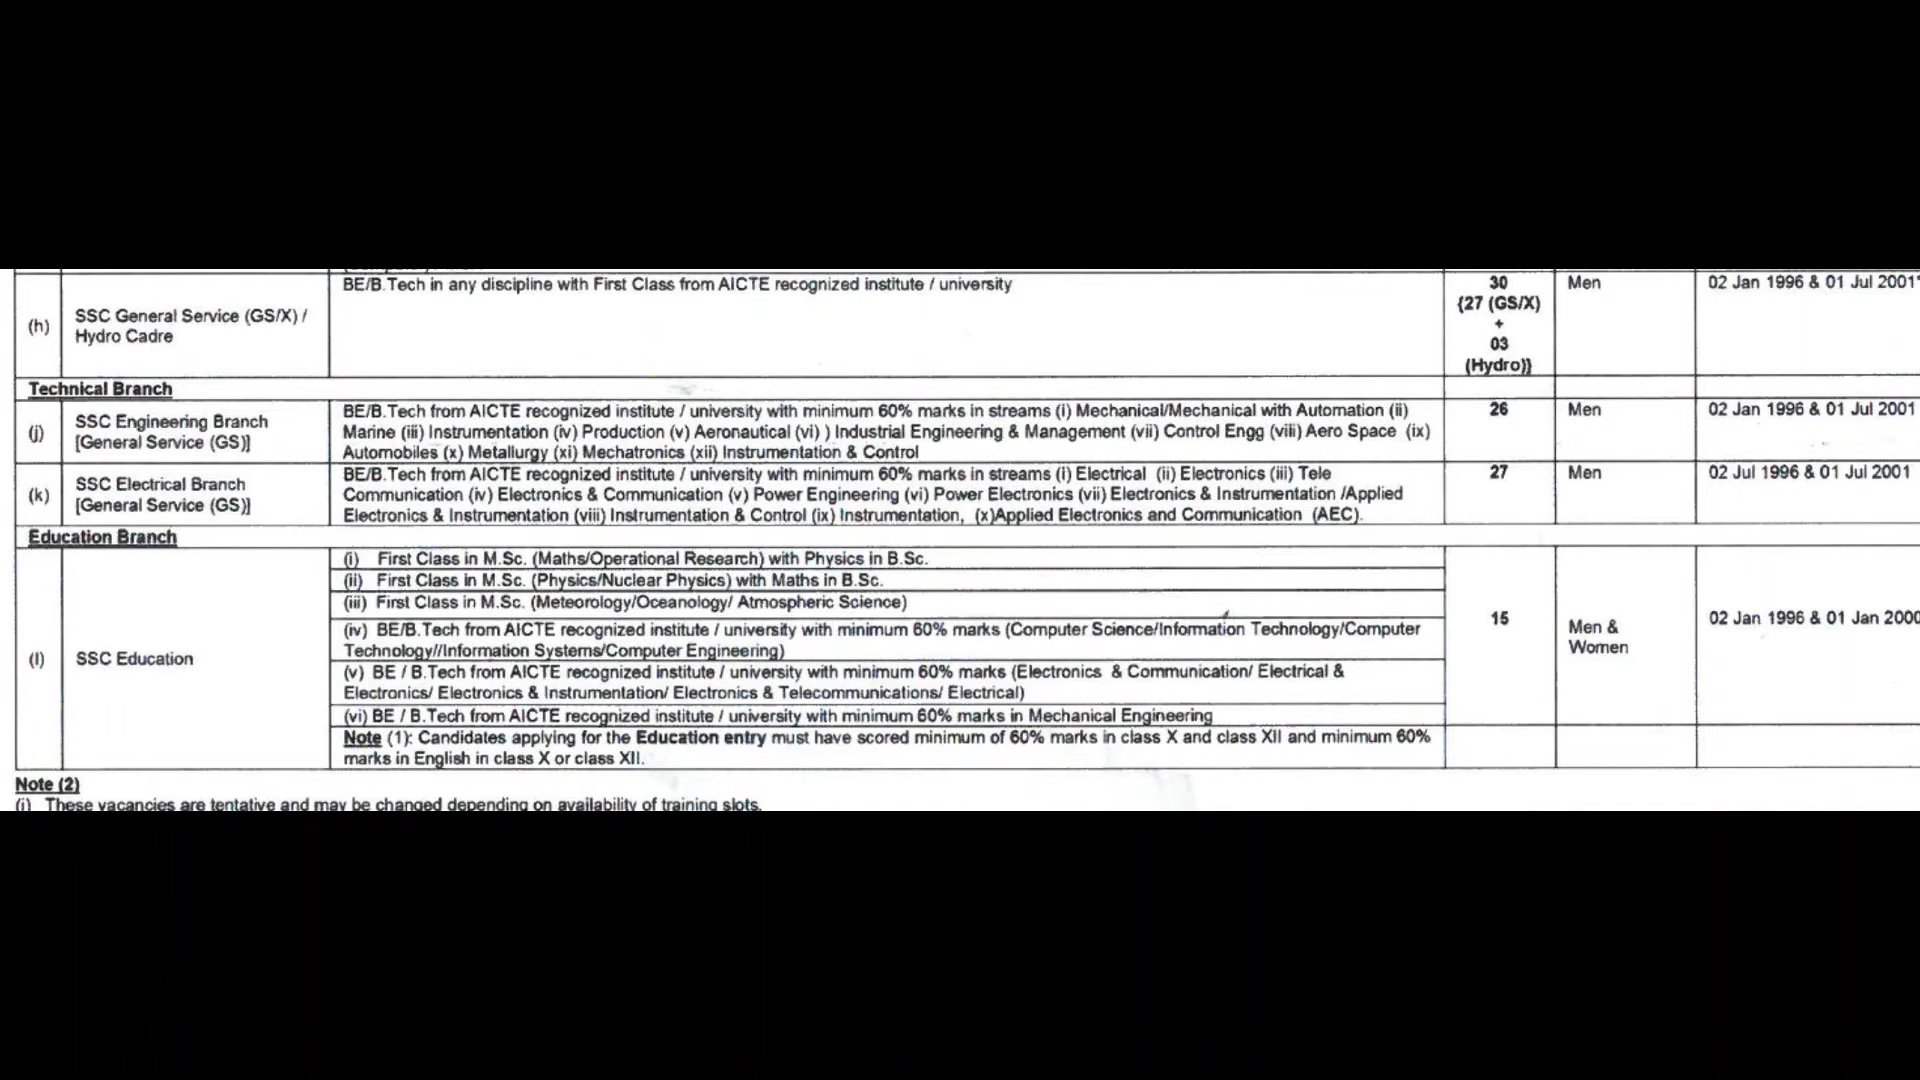 BE/B.Tech in any discipline with First Class from AICTE recognized institute / university
30
Men
02 Jan 1996 & 01 Jul 2001*
(h)
SSC General Service (GS/X) /
Hydro Cadre
{27 (GS/X)
+
03
(Hydro)}
Technical Branch
(j)
SSC Engineering Branch
[General Service (GS)]
BE/B.Tech from AICTE recognized institute / university with minimum 60% marks in streams (i) Mechanical/Mechanical with Automation (ii)
Marine (iii) Instrumentation (iv) Production (v) Aeronautical (vi) ) Industrial Engineering & Management (vii) Control Engg (viii) Aero Space (ix)
Automobiles (x) Metallurgy (xi) Mechatronics (xii) Instrumentation & Control
26
Men
02 Jan 1996 & 01 Jul 2001
(k)
SSC Electrical Branch
[General Service (GS)]
BE/B.Tech from AICTE recognized institute / university with minimum 60% marks in streams (i) Electrical (ii) Electronics (iii) Tele
Communication (iv) Electronics & Communication (v) Power Engineering (vi) Power Electronics (vii) Electronics & Instrumentation /Applied
Electronics & Instrumentation (viii) Instrumentation & Control (ix) Instrumentation, (x)Applied Electronics and Communication (AEC).
27
Men
02 Jul 1996 & 01 Jul 2001
Education Branch
(l)
SSC Education
(i) First Class in M.Sc. (Maths/Operational Research) with Physics in B.Sc.
(ii) First Class in M.Sc. (Physics/Nuclear Physics) with Maths in B.Sc.
(iii) First Class in M.Sc. (Meteorology/Oceanology/ Atmospheric Science)
(iv) BE/B.Tech from AICTE recognized institute / university with minimum 60% marks (Computer Science/Information Technology/Computer
Technology//Information Systems/Computer Engineering)
(v) BE / B.Tech from AICTE recognized institute / university with minimum 60% marks (Electronics & Communication/ Electrical &
Electronics/ Electronics & Instrumentation/ Electronics & Telecommunications/ Electrical)
(vi) BE / B.Tech from AICTE recognized institute / university with minimum 60% marks in Mechanical Engineering
15
Men &
Women
02 Jan 1996 & 01 Jan 2000
Note (1): Candidates applying for the Education entry must have scored minimum of 60% marks in class X and class XII and minimum 60%
marks in English in class X or class XII.
Note (2)
(i) These vacancies are tentative and may be changed depending on availability of training slots.